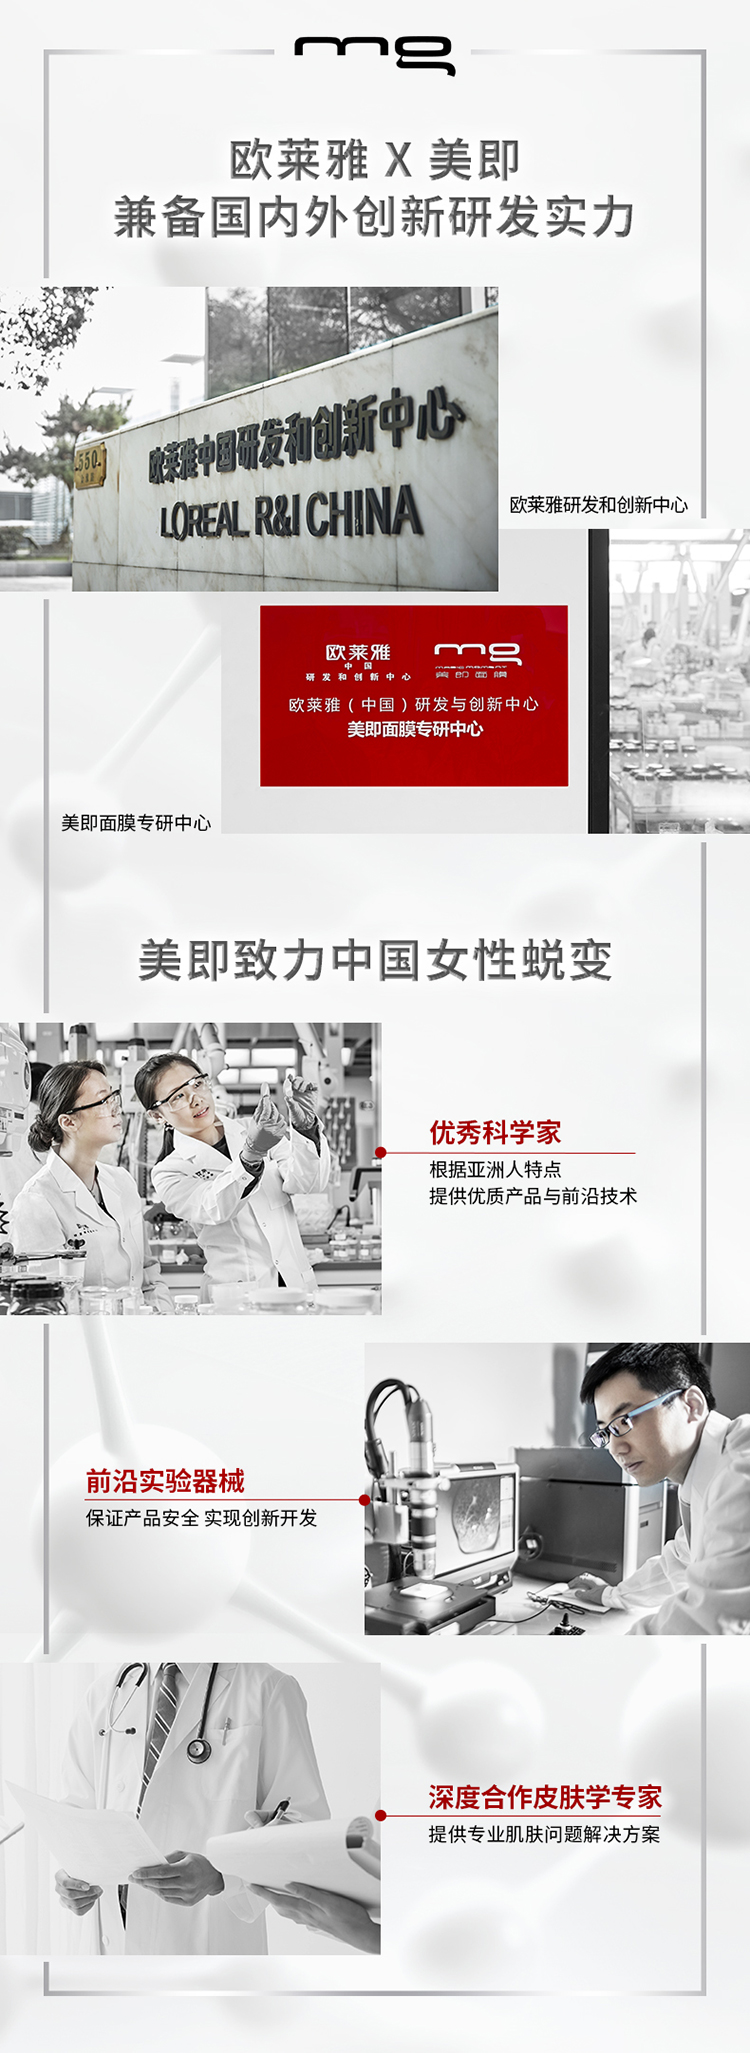 mg
欧莱雅 X 美即
兼备国内外创新研发实力
550
欧莱雅中国研发和创新中心
LOREAL R&I CHINA
欧莱雅研发和创新中心
欧莱雅
中国
研发和创新中心
mg
MAGIC MOMENT
美即面膜
欧莱雅（中国）研发与创新中心
美即面膜专研中心
美即面膜专研中心
美即致力中国女性蜕变
优秀科学家
根据亚洲人特点
提供优质产品与前沿技术
前沿实验器械
保证产品安全 实现创新开发
深度合作皮肤学专家
提供专业肌肤问题解决方案